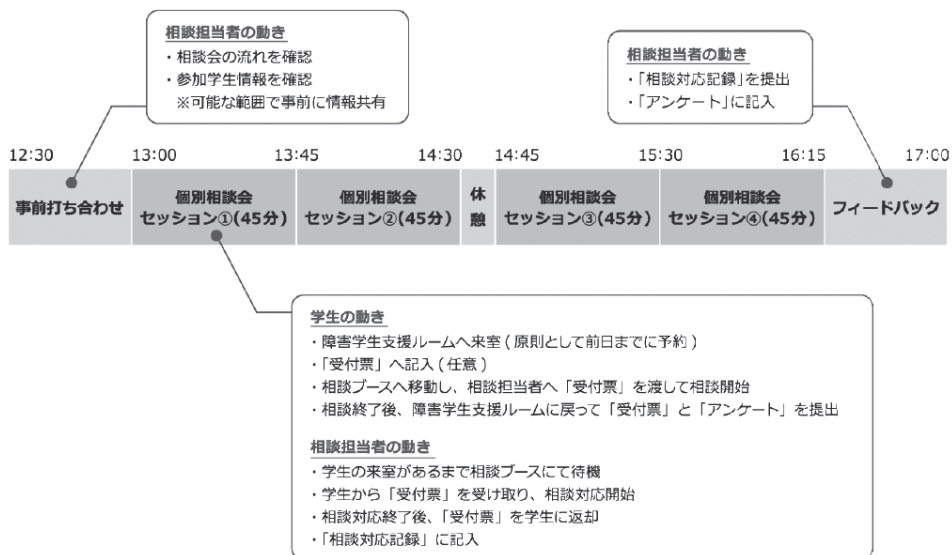 相談担当者の動き
・相談会の流れを確認
・参加学生情報を確認
※可能な範囲で事前に情報共有
相談担当者の動き
・「相談対応記録」を提出
・「アンケート」に記入
12:30 13:00 13:45 14:30 14:45 15:30 16:15 17:00
事前打ち合わせ
個別相談会
セッション①(45分)
個別相談会
セッション②(45分)
休
憩
個別相談会
セッション③(45分)
個別相談会
セッション④(45分)
フィードバック
学生の動き
・障害学生支援ルームへ来室(原則として前日までに予約)
・「受付票」へ記入(任意)
・相談ブースへ移動し、相談担当者へ「受付票」を渡して相談開始
・相談終了後、障害学生支援ルームに戻って「受付票」と「アンケート」を提出
相談担当者の動き
・学生の来室があるまで相談ブースにて待機
・学生から「受付票」を受け取り、相談対応開始
・相談対応終了後、「受付票」を学生に返却
・「相談対応記録」に記入